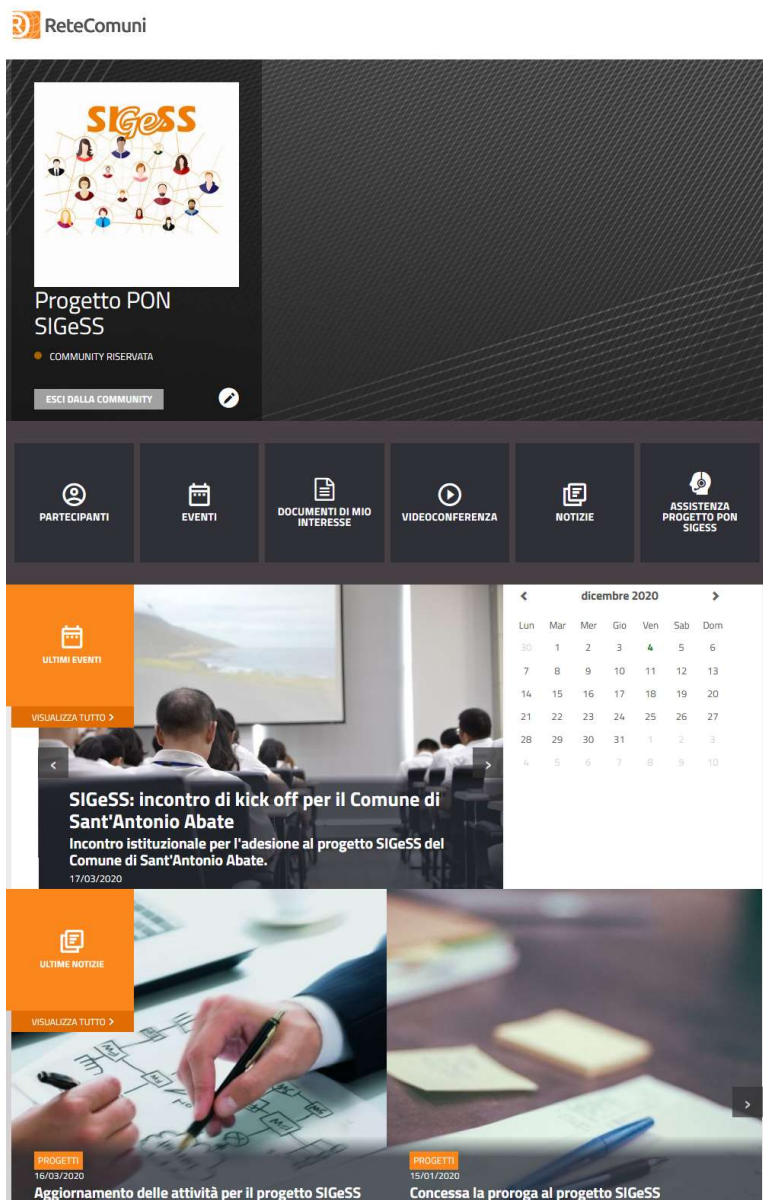 ReteComuni
SIGeSS
Progetto PON
SIGeSS
COMMUNITY RISERVATA
ESCI DALLA COMMUNITY
PARTECIPANTI
EVENTI
DOCUMENTI DI MIO
INTERESSE
VIDEOCONFERENZA
NOTIZIE
ASSISTENZA
PROGETTO PON
SIGESS
ULTIMI EVENTI
VISUALIZZA TUTTO >
SIGeSS: incontro di kick off per il Comune di
Sant'Antonio Abate
Incontro istituzionale per l'adesione al progetto SIGeSS del
Comune di Sant'Antonio Abate.
17/03/2020
dicembre 2020
Lun Mar Mer Gio Ven Sab Dom
30 1 2 3 4 5 6
7 8 9 10 11 12 13
14 15 16 17 18 19 20
21 22 23 24 25 26 27
28 29 30 31 1 2 3
4 5 6 7 8 9 10
ULTIME NOTIZIE
VISUALIZZA TUTTO >
PROGETTI
16/03/2020
Aggiornamento delle attività per il progetto SIGeSS
PROGETTI
15/01/2020
Concessa la proroga al progetto SIGeSS